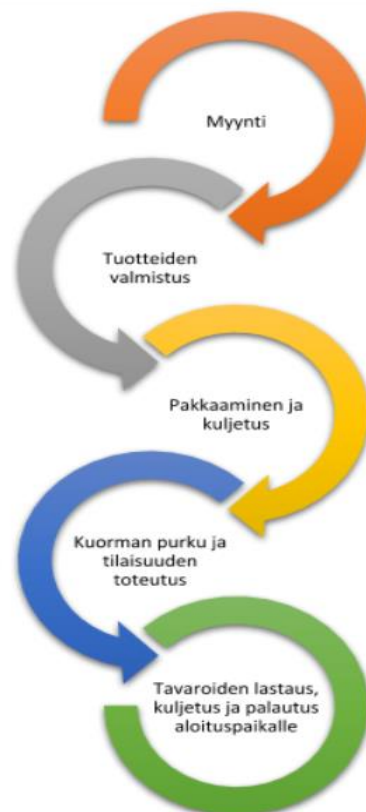 Myynti
Tuotteiden
valmistus
Pakkaaminen ja
kuljetus
Kuorman purku ja
tilaisuuden
toteutus
Tavaroiden lastaus,
kuljetus ja palautus
aloituspaikalle